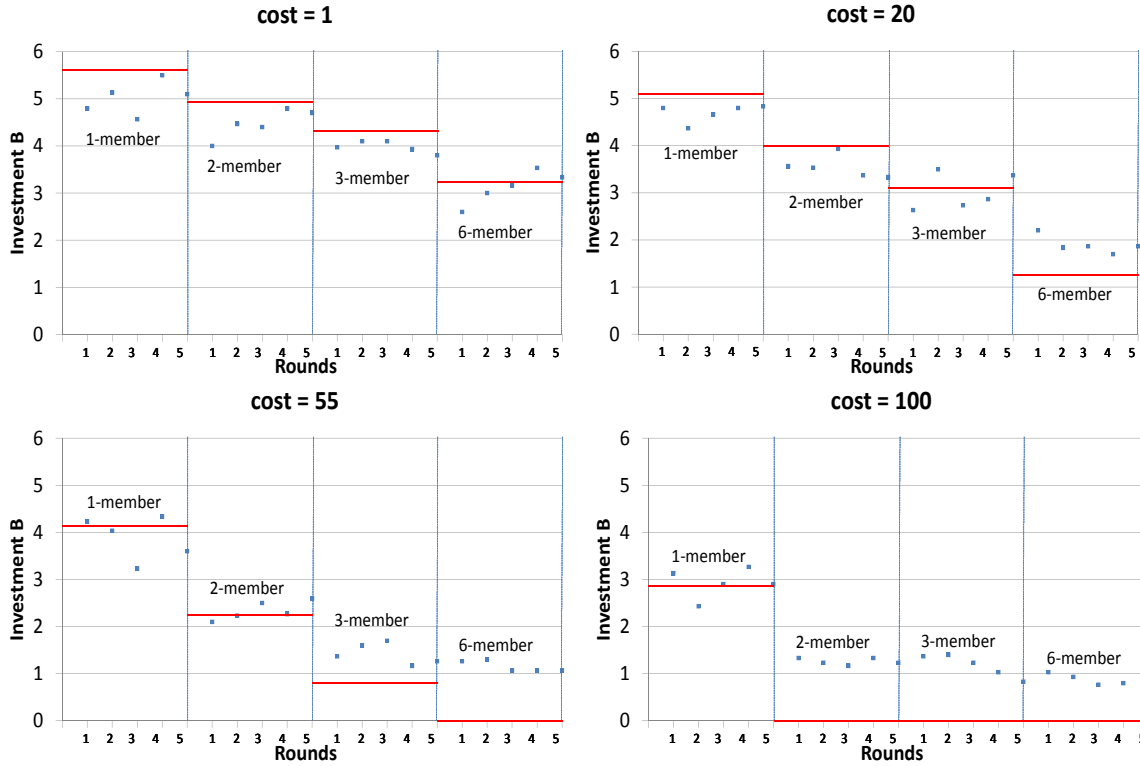 cost = 1
Investment B
6
5
4
3
2
1
0
1-member
2-member
3-member
6-member
1 2 3 4 5 1 2 3 4 5 1 2 3 4 5 1 2 3 4 5
Rounds
cost = 20
Investment B
6
5
4
3
2
1
0
1-member
2-member
3-member
6-member
1 2 3 4 5 1 2 3 4 5 1 2 3 4 5 1 2 3 4 5
Rounds
cost = 55
Investment B
6
5
4
3
2
1
0
1-member
2-member
3-member
6-member
1 2 3 4 5 1 2 3 4 5 1 2 3 4 5 1 2 3 4 5
Rounds
cost = 100
Investment B
6
5
4
3
2
1
0
1-member
2-member
3-member
6-member
1 2 3 4 5 1 2 3 4 5 1 2 3 4 5 1 2 3 4 5
Rounds